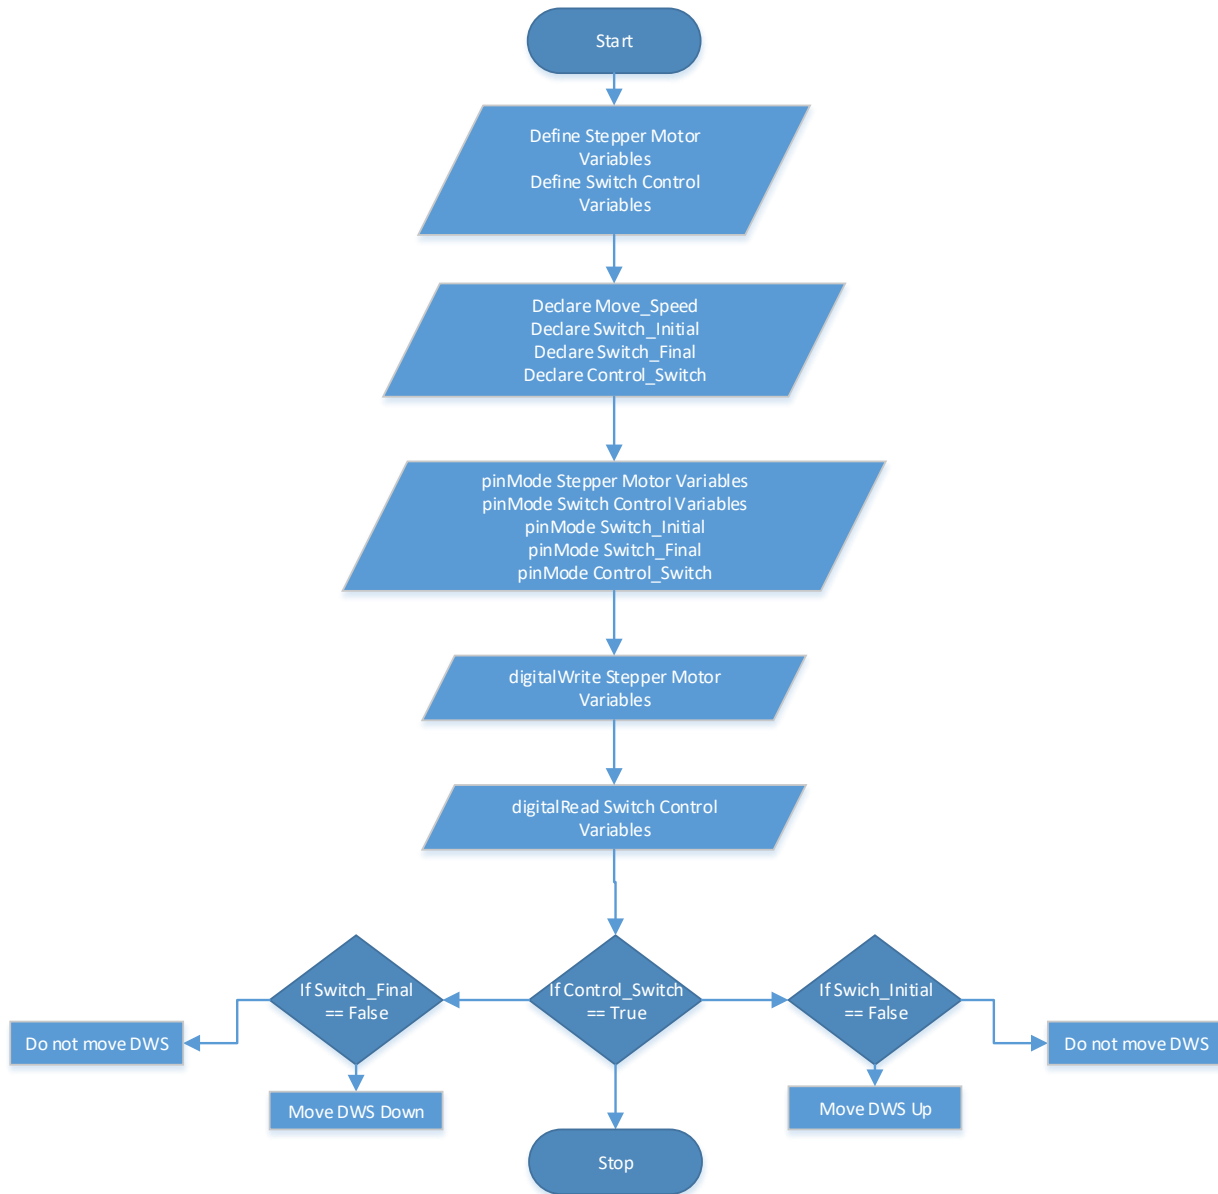 Start
Define Stepper Motor
Variables
Define Switch Control
Variables
Declare Move_Speed
Declare Switch_Initial
Declare Switch_Final
Declare Control_Switch
pinMode Stepper Motor Variables
pinMode Switch Control Variables
pinMode Switch_Initial
pinMode Switch_Final
pinMode Control_Switch
digitalWrite Stepper Motor
Variables
digitalRead Switch Control
Variables
If Switch_Final
== False
If Control_Switch
== True
If Swich_Initial
== False
Do not move DWS
Do not move DWS
Move DWS Down
Move DWS Up
Stop